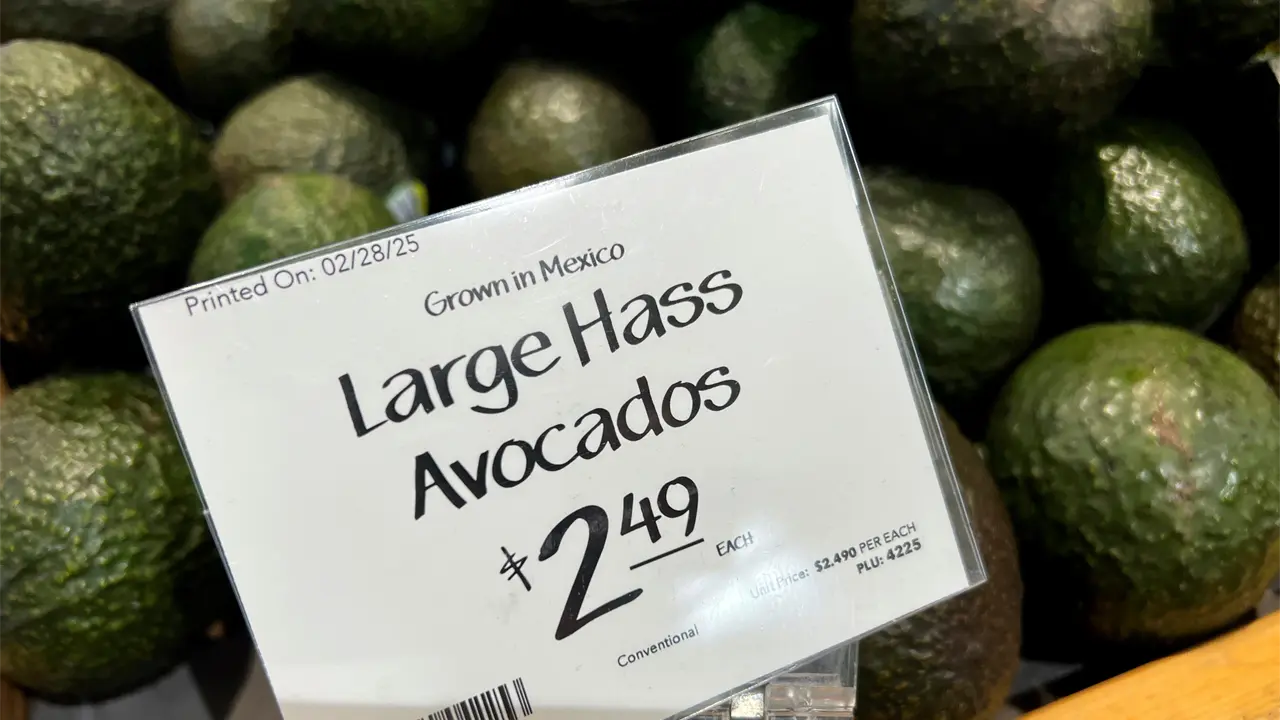 Printed On: 02/28/25
Grown in Mexico
Large Hass
Avocados
$2.49 EACH
Unit Price: $2.490 PER EACH
PLU: 4225
Conventional